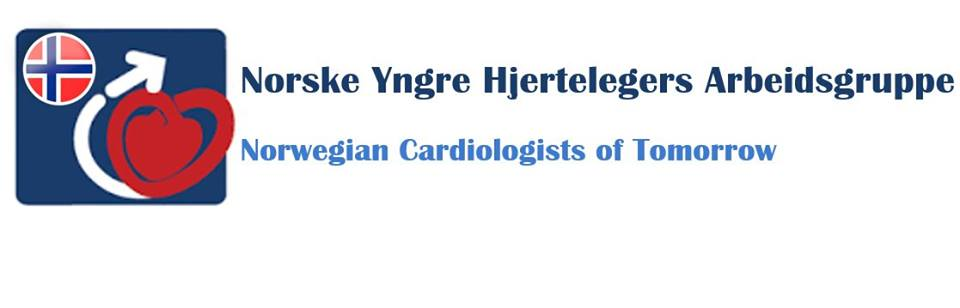 Norske Yngre Hjertelegers Arbeidsgruppe
Norwegian Cardiologists of Tomorrow